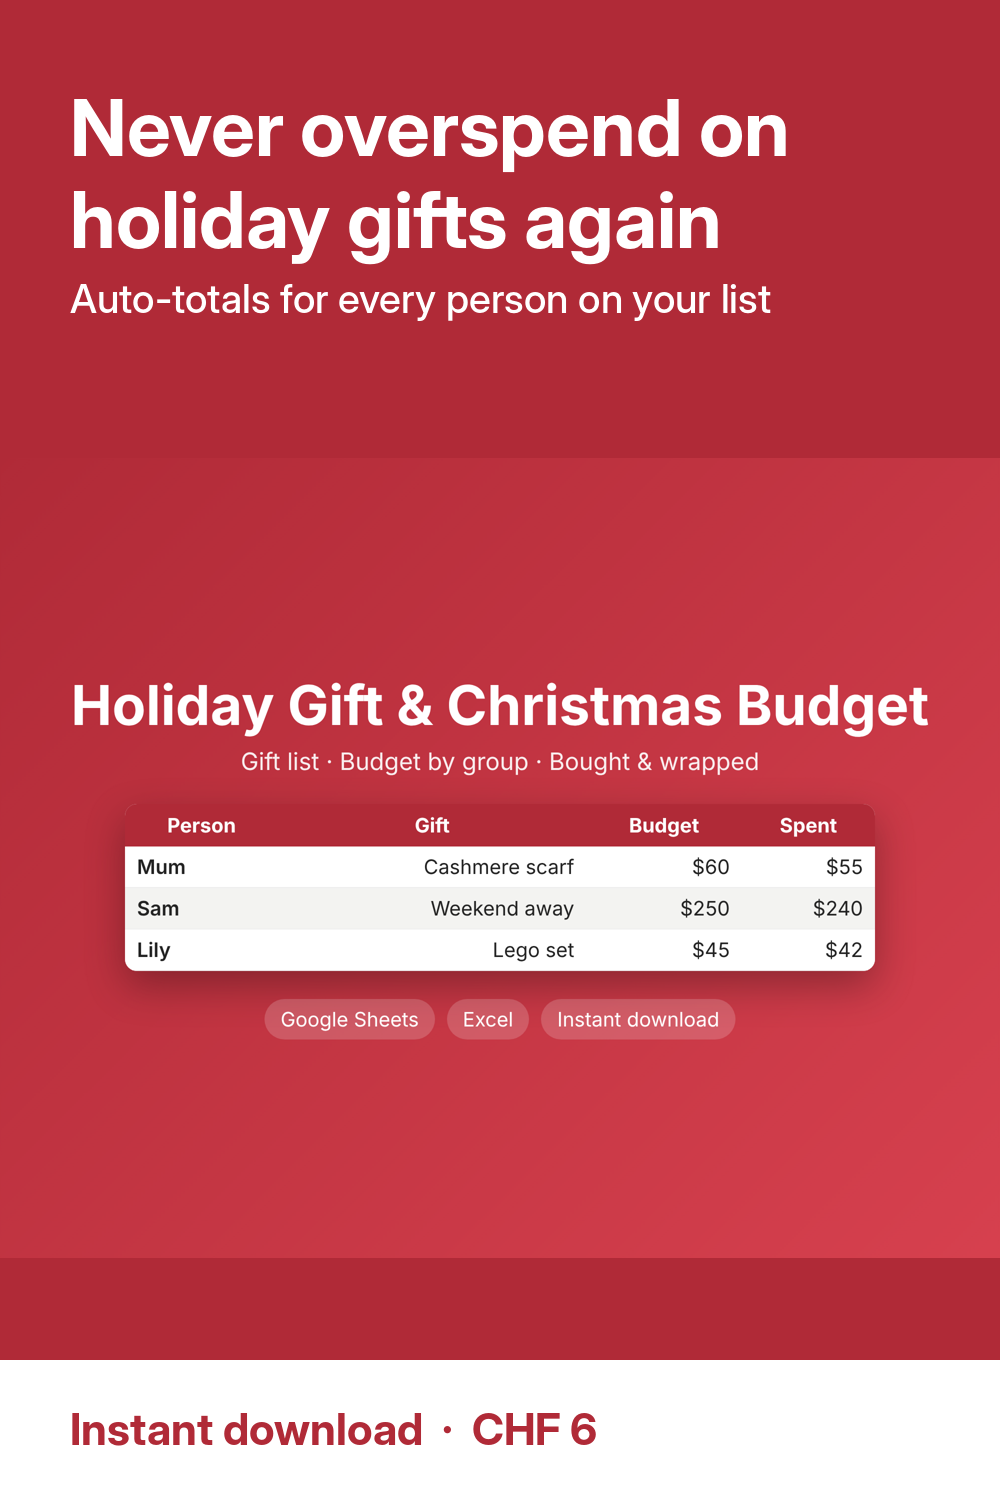 Never overspend on
holiday gifts again
Auto-totals for every person on your list
Holiday Gift & Christmas Budget
Gift list · Budget by group · Bought & wrapped
Person Gift Budget Spent
Mum Cashmere scarf $60 $55
Sam Weekend away $250 $240
Lily Lego set $45 $42
Google Sheets Excel Instant download
Instant download · CHF 6